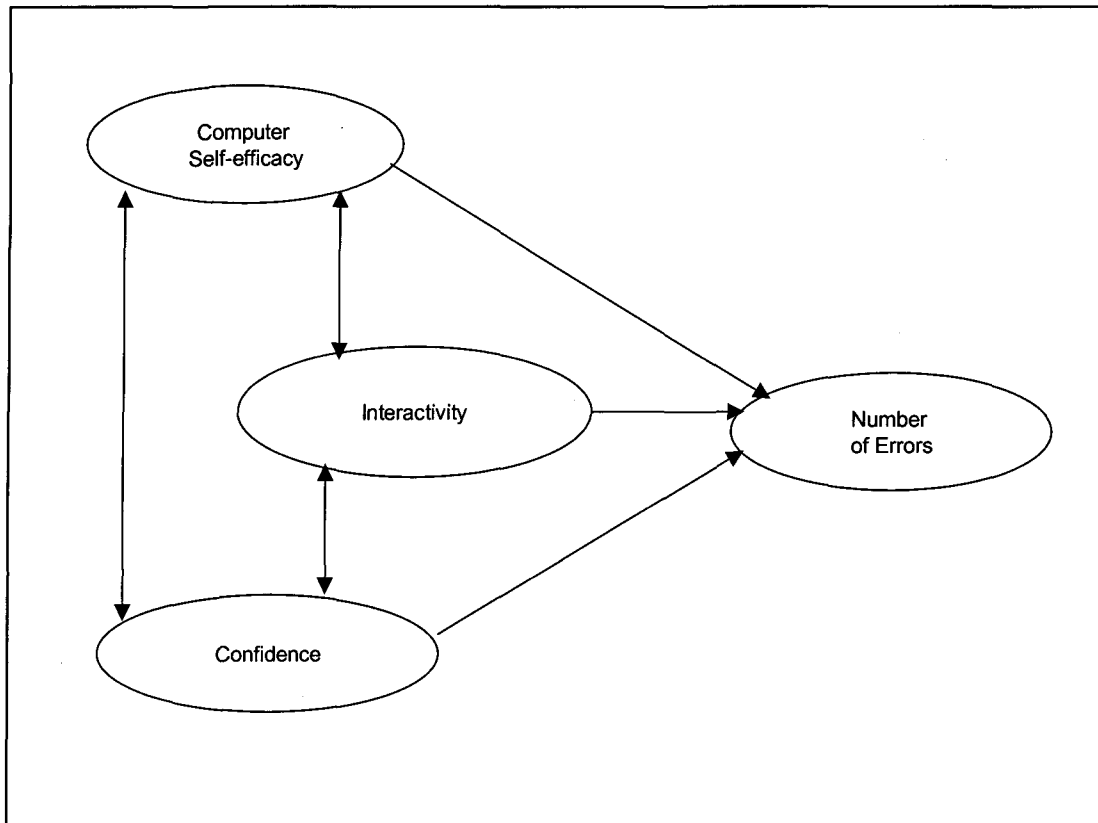 Computer
Self-efficacy
Interactivity
Number
of Errors
Confidence